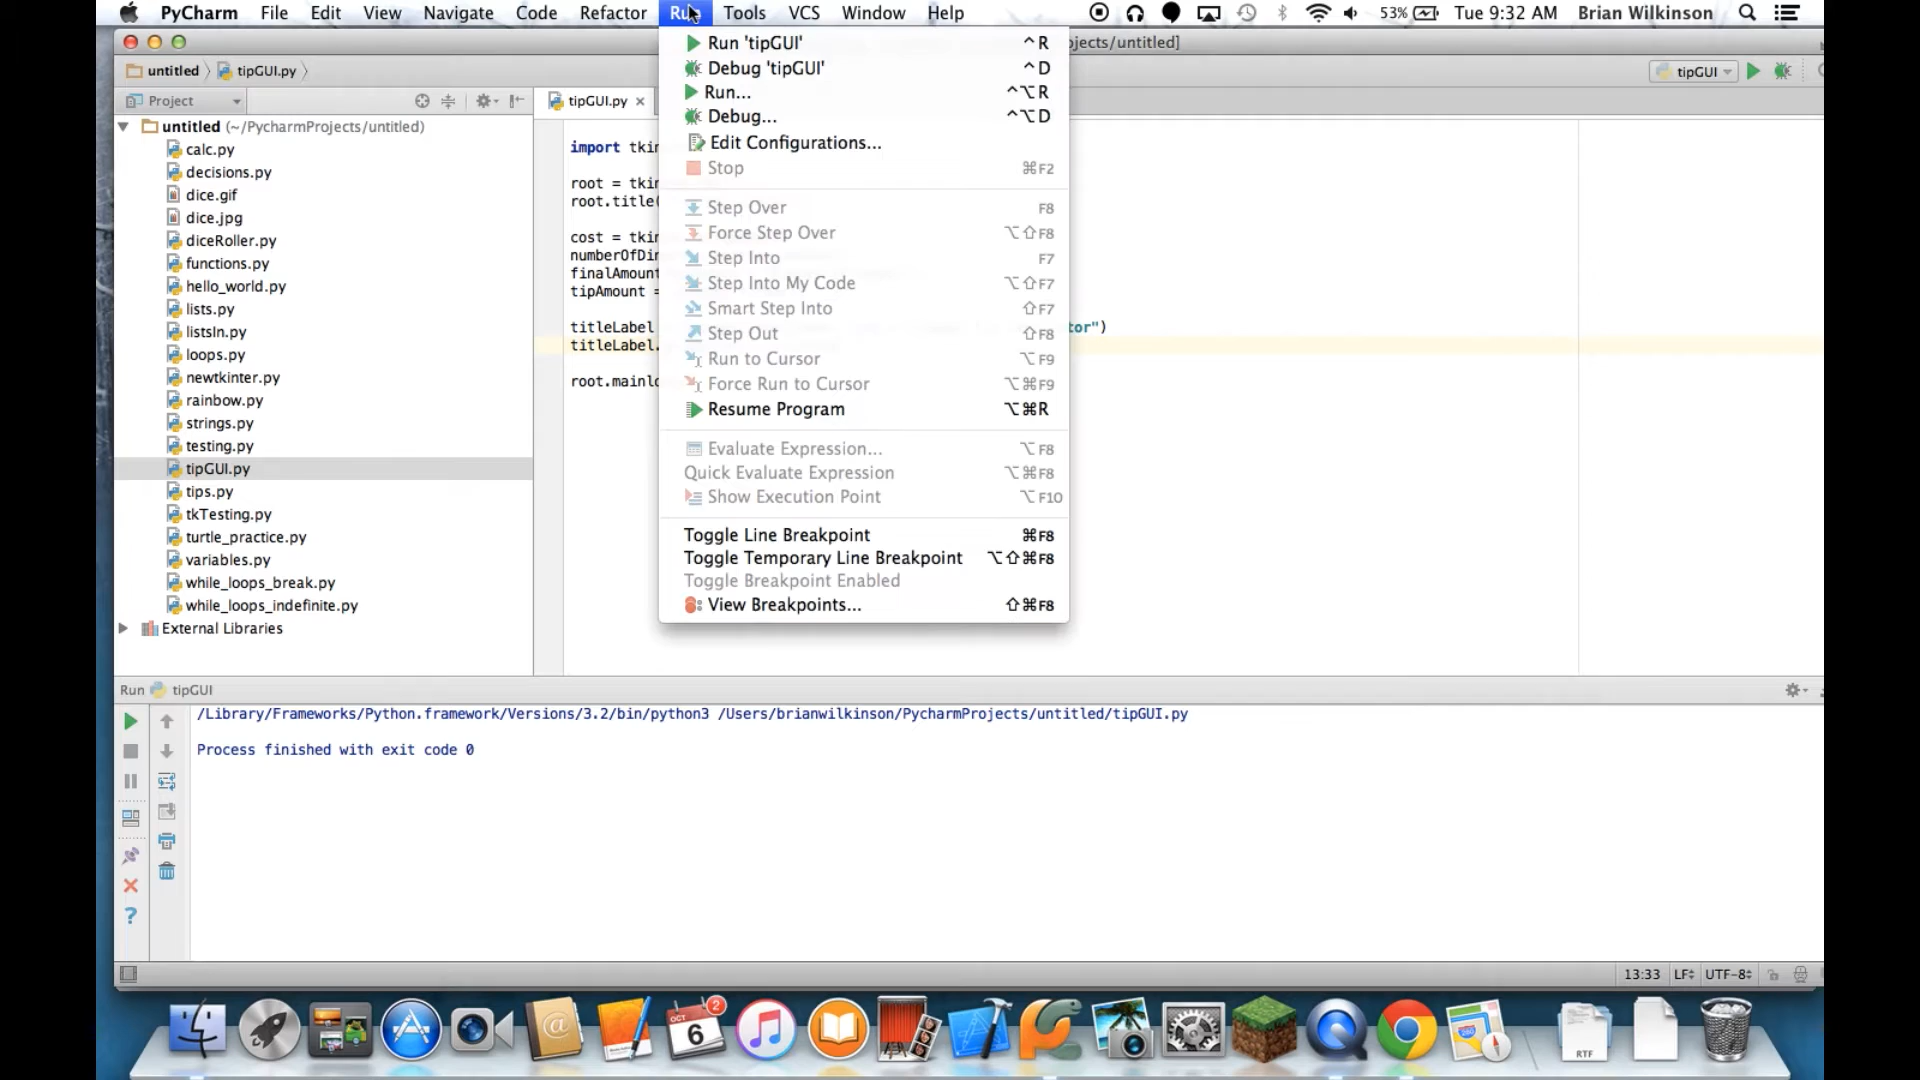 PyCharm File Edit View Navigate Code Refactor Tools VCS Window Help 53% Tue 9:32 AM Brian Wilkinson
jects/untitled]
untitled tipGUI.py tipGUI
Project tipGUI.py
untitled (~/PycharmProjects/untitled)
calc.py
decisions.py
dice.gif
dice.jpg
diceRoller.py
functions.py
hello_world.py
lists.py
listsIn.py
loops.py
newtkinter.py
rainbow.py
strings.py
testing.py
tipGUI.py
tips.py
tkTesting.py
turtle_practice.py
variables.py
while_loops_break.py
while_loops_indefinite.py
External Libraries
import tkin
root = tkin
root.title(
cost = tkin
numberOfDin
finalAmount
tipAmount =
titleLabel tor")
titleLabel.
root.mainlo
Run 'tipGUI' ⌃R
Debug 'tipGUI' ⌃D
Run... ⌃⌥R
Debug... ⌃⌥D
Edit Configurations...
Stop ⌘F2
Step Over F8
Force Step Over ⌥⇧F8
Step Into F7
Step Into My Code ⌥⇧F7
Smart Step Into ⇧F7
Step Out ⇧F8
Run to Cursor ⌥F9
Force Run to Cursor ⌥⌘F9
Resume Program ⌥⌘R
Evaluate Expression... ⌥F8
Quick Evaluate Expression ⌥⌘F8
Show Execution Point ⌥F10
Toggle Line Breakpoint ⌘F8
Toggle Temporary Line Breakpoint ⌥⇧⌘F8
Toggle Breakpoint Enabled
View Breakpoints... ⇧⌘F8
Run tipGUI
/Library/Frameworks/Python.framework/Versions/3.2/bin/python3 /Users/brianwilkinson/PycharmProjects/untitled/tipGUI.py
Process finished with exit code 0
13:33 LF UTF-8
OCT
6
2
RTF